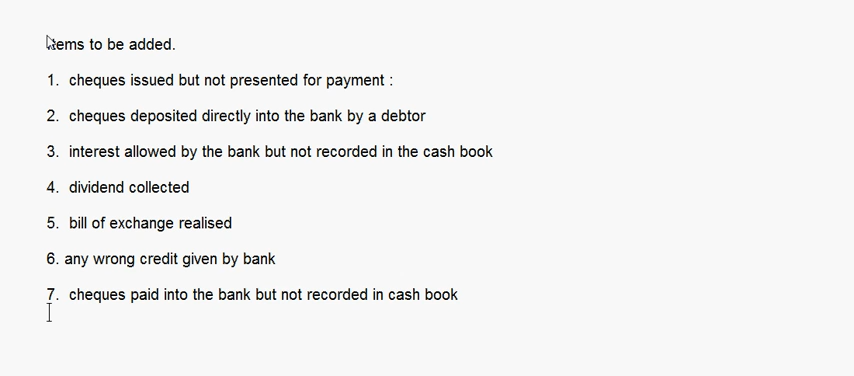 Items to be added.
1. cheques issued but not presented for payment :
2. cheques deposited directly into the bank by a debtor
3. interest allowed by the bank but not recorded in the cash book
4. dividend collected
5. bill of exchange realised
6. any wrong credit given by bank
7. cheques paid into the bank but not recorded in cash book